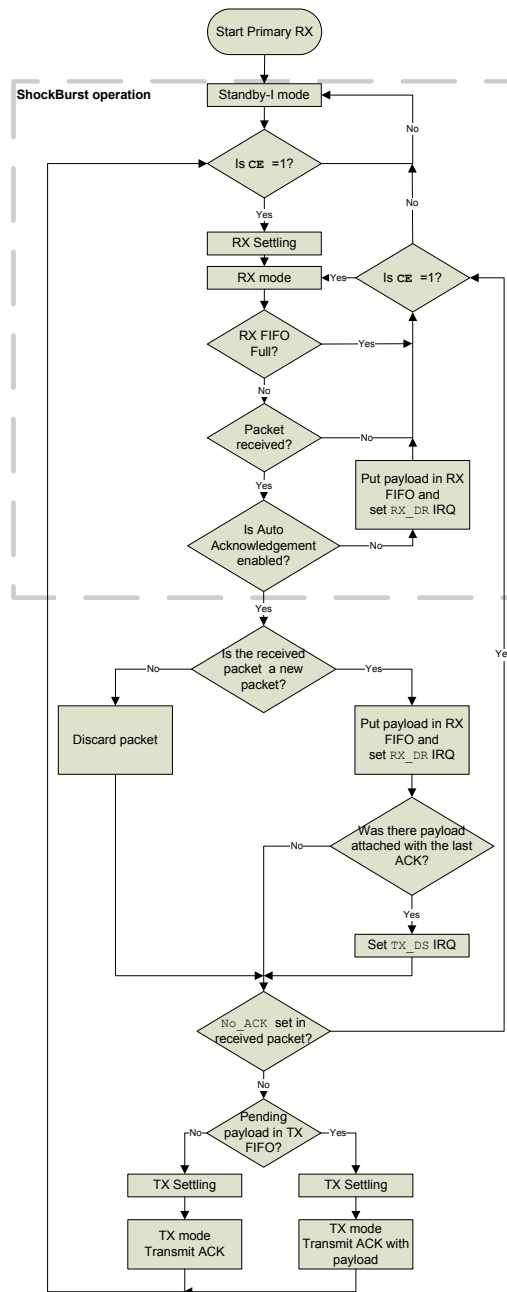 Start Primary RX
ShockBurst operation
Standby-I mode
No
Is CE =1?
No
Yes
RX Settling
RX mode
Yes
Is CE =1?
RX FIFO
Full?
Yes
No
Packet
received?
No
Put payload in RX
FIFO and
set RX_DR IRQ
Yes
Is Auto
Acknowledgement
enabled?
No
Yes
Is the received
packet a new
packet?
No
Yes
Discard packet
Put payload in RX
FIFO and
set RX_DR IRQ
Was there payload
attached with the last
ACK?
No
Yes
Set TX_DS IRQ
No_ACK set in
received packet?
No
Pending
payload in TX
FIFO?
No
Yes
TX Settling
TX Settling
TX mode
Transmit ACK
TX mode
Transmit ACK with
payload